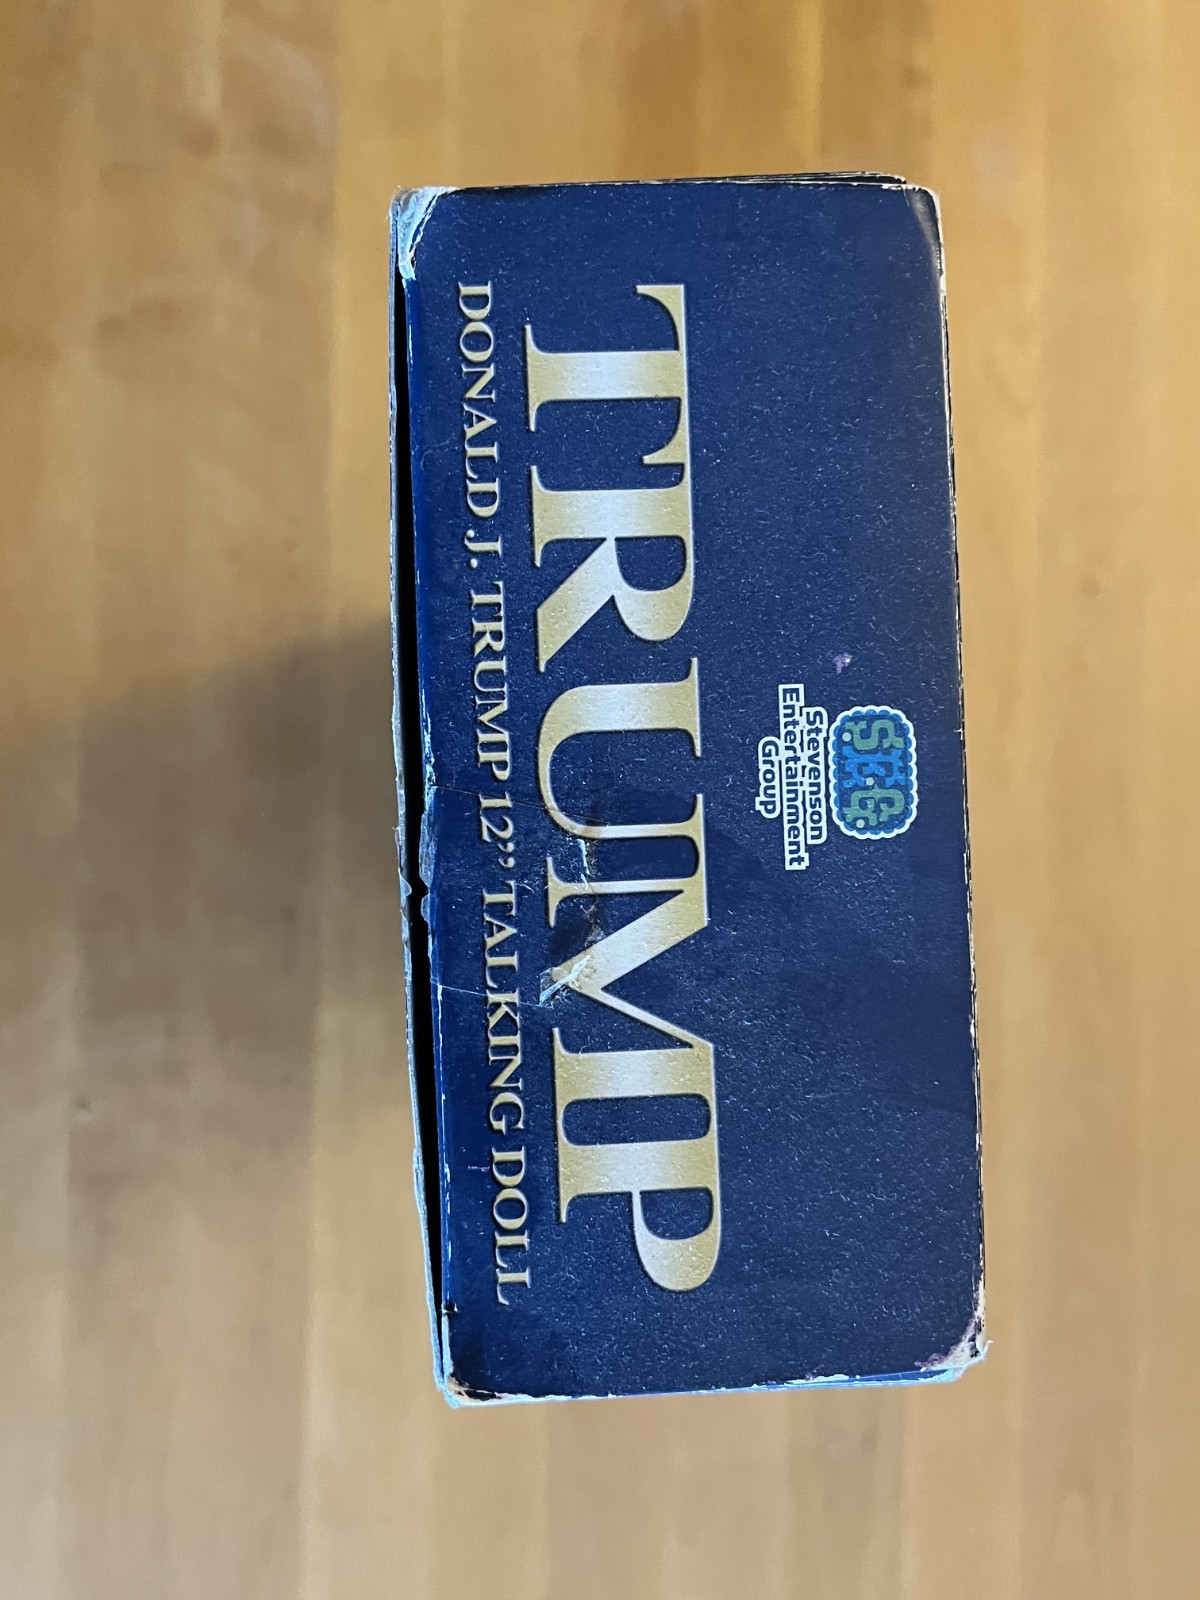 S.E.G.
Stevenson
Entertainment
Group
TRUMP
DONALD J. TRUMP 12” TALKING DOLL